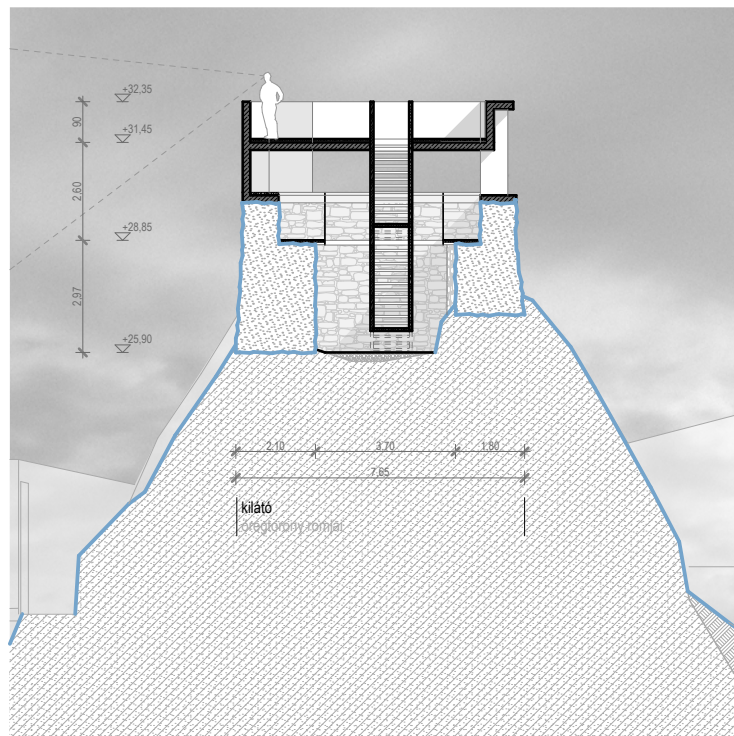 +32,35
90
+31,45
2,60
+28,85
2,97
+25,90
2,10 3,70 1,80
7,65
kilátó
öregtorony romjai